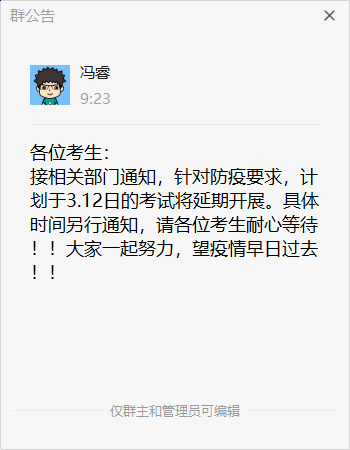 群公告
冯睿
9:23
各位考生：
接相关部门通知，针对防疫要求，计
划于3.12日的考试将延期开展。具体
时间另行通知，请各位考生耐心等待
！！大家一起努力，望疫情早日过去
！！
仅群主和管理员可编辑